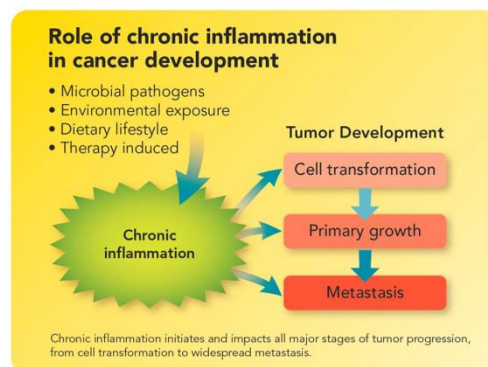 Role of chronic inflammation
in cancer development
• Microbial pathogens
• Environmental exposure
• Dietary lifestyle
• Therapy induced
Tumor Development
Cell transformation
Chronic
inflammation
Primary growth
Metastasis
Chronic inflammation initiates and impacts all major stages of tumor progression,
from cell transformation to widespread metastasis.